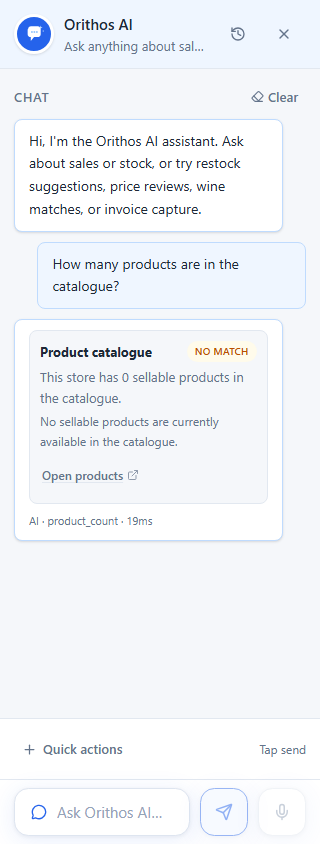 Orithos AI
Ask anything about sal...
CHAT
Clear
Hi, I'm the Orithos AI assistant. Ask
about sales or stock, or try restock
suggestions, price reviews, wine
matches, or invoice capture.
How many products are in the
catalogue?
Product catalogue
NO MATCH
This store has 0 sellable products in
the catalogue.
No sellable products are currently
available in the catalogue.
Open products
AI · product_count · 19ms
Quick actions
Tap send
Ask Orithos AI...